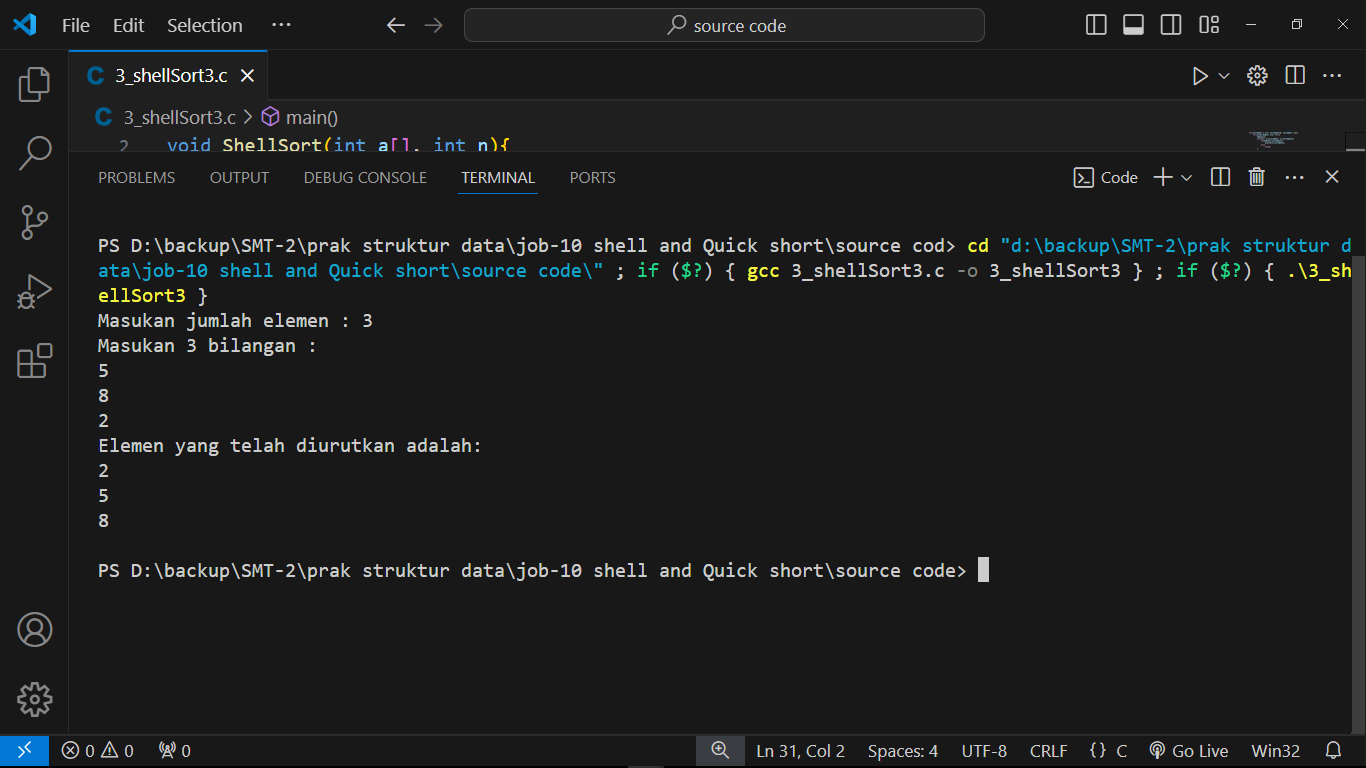 File Edit Selection ··· source code
C 3_shellSort3.c
C 3_shellSort3.c > main()
2 void ShellSort(int a[], int n){
PROBLEMS OUTPUT DEBUG CONSOLE TERMINAL PORTS Code
PS D:\backup\SMT-2\prak struktur data\job-10 shell and Quick short\source cod> cd "d:\backup\SMT-2\prak struktur d
ata\job-10 shell and Quick short\source code\" ; if ($?) { gcc 3_shellSort3.c -o 3_shellSort3 } ; if ($?) { .\3_sh
ellSort3 }
Masukan jumlah elemen : 3
Masukan 3 bilangan :
5
8
2
Elemen yang telah diurutkan adalah:
2
5
8
PS D:\backup\SMT-2\prak struktur data\job-10 shell and Quick short\source code>
0 0 0 Ln 31, Col 2 Spaces: 4 UTF-8 CRLF {} C Go Live Win32